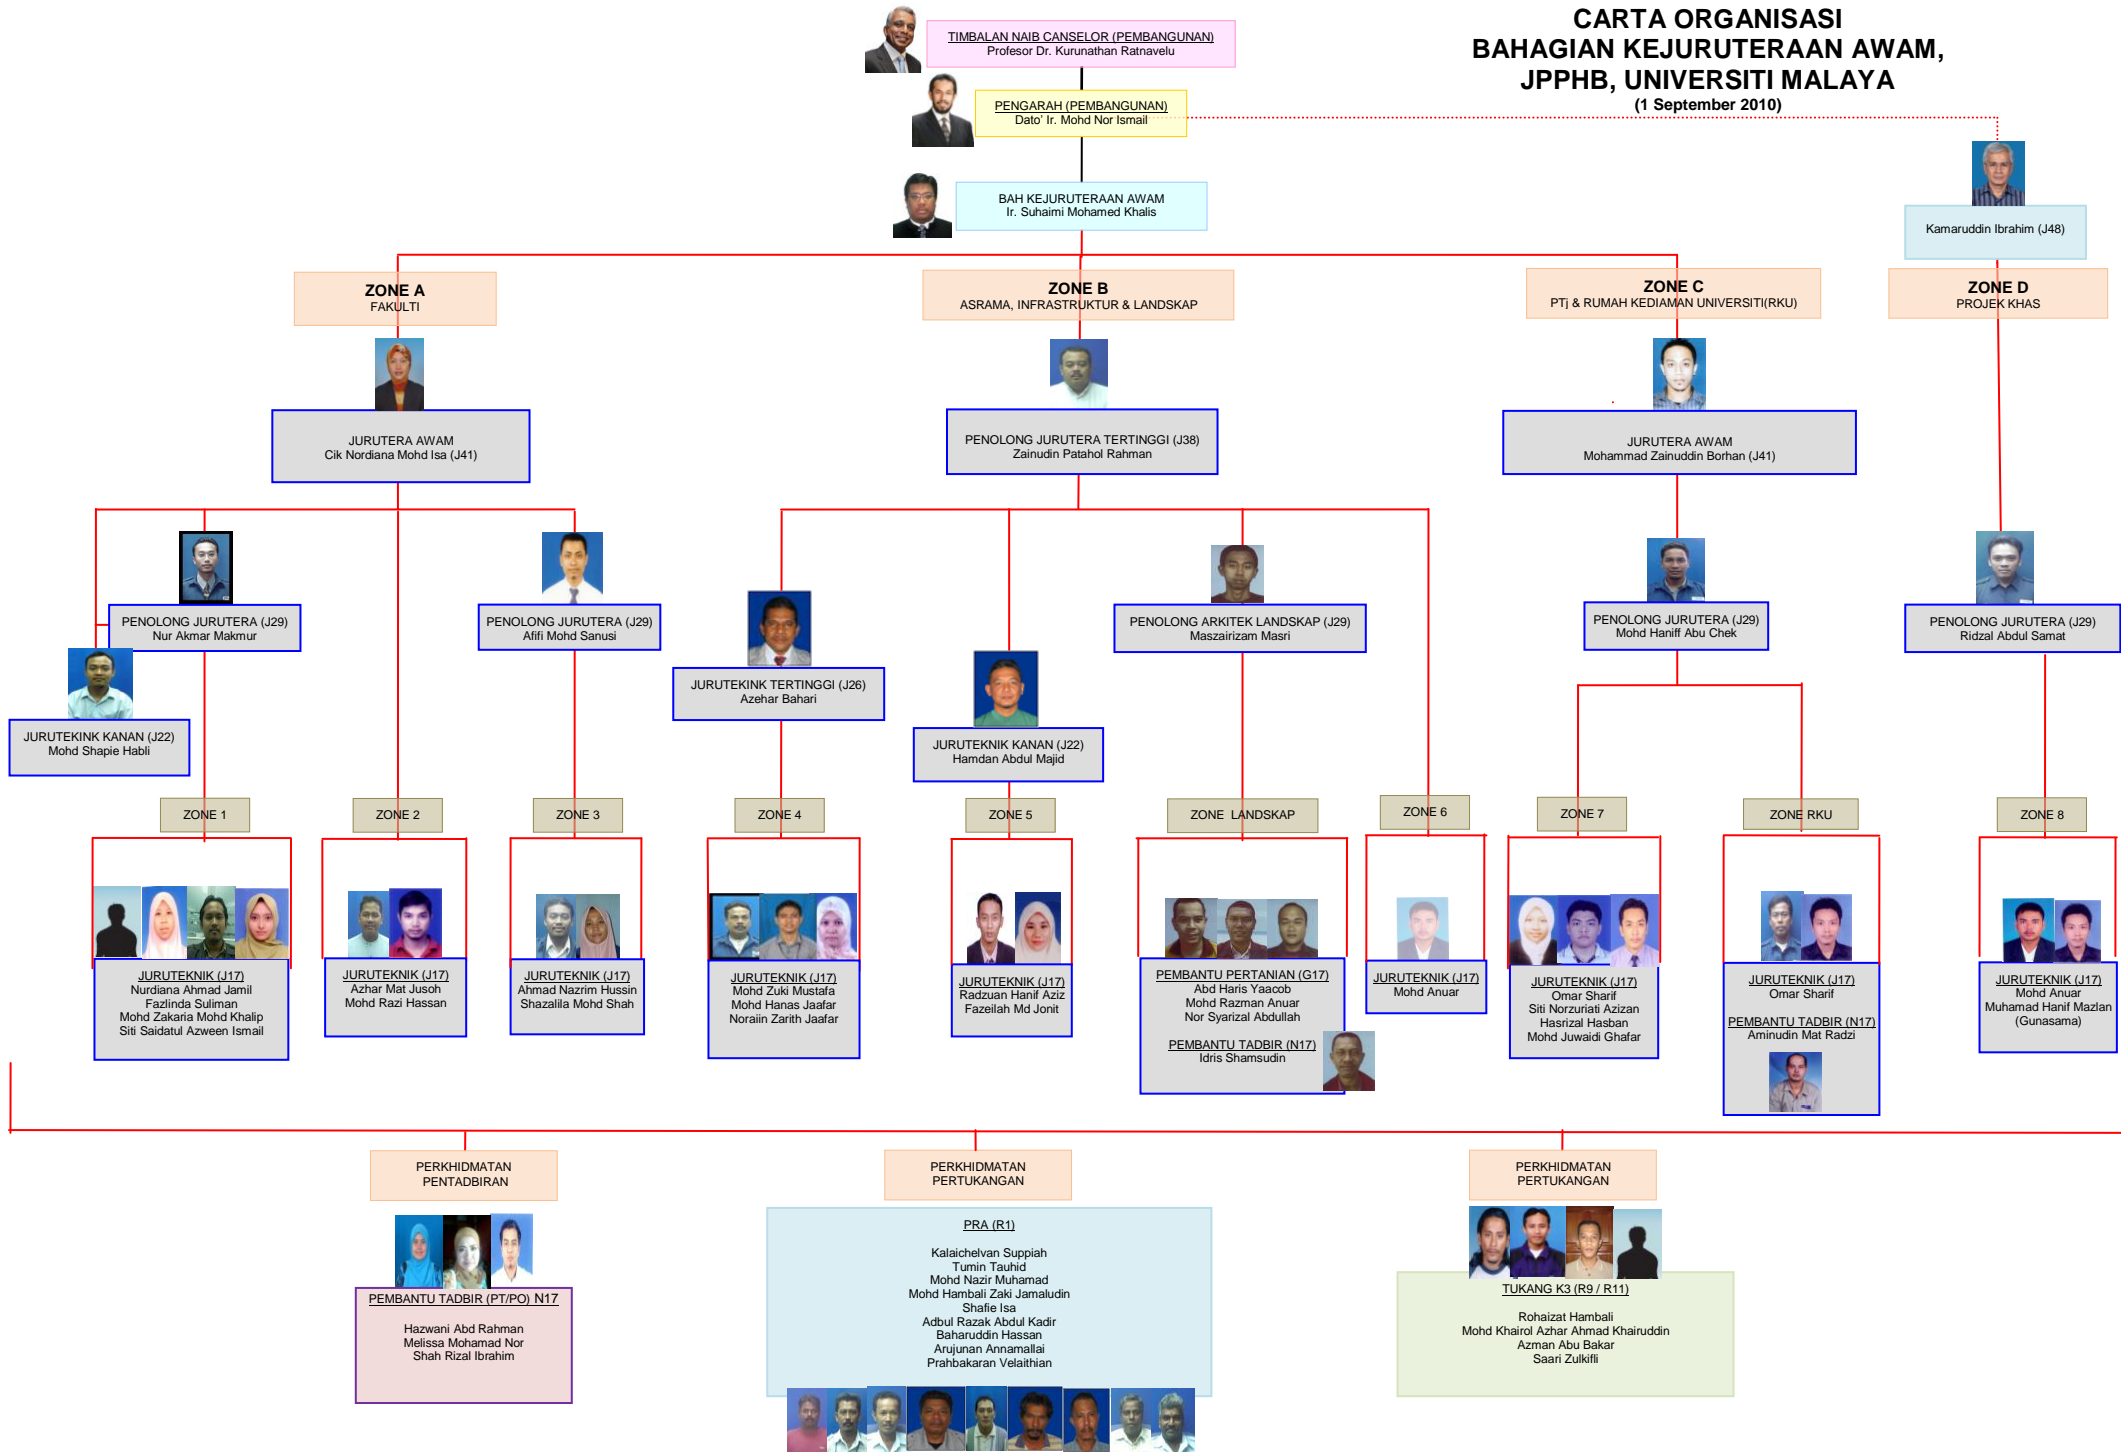 CARTA ORGANISASI
BAHAGIAN KEJURUTERAAN AWAM,
JPPHB, UNIVERSITI MALAYA
(1 September 2010)
TIMBALAN NAIB CANSELOR (PEMBANGUNAN)
Profesor Dr. Kurunathan Ratnavelu
PENGARAH (PEMBANGUNAN)
Dato' Ir. Mohd Nor Ismail
BAH KEJURUTERAAN AWAM
Ir. Suhaimi Mohamed Khalis
Kamaruddin Ibrahim (J48)
ZONE A
FAKULTI
ZONE B
ASRAMA, INFRASTRUKTUR & LANDSKAP
ZONE C
PTj & RUMAH KEDIAMAN UNIVERSITI(RKU)
ZONE D
PROJEK KHAS
JURUTERA AWAM
Cik Nordiana Mohd Isa (J41)
PENOLONG JURUTERA TERTINGGI (J38)
Zainudin Patahol Rahman
JURUTERA AWAM
Mohammad Zainuddin Borhan (J41)
PENOLONG JURUTERA (J29)
Nur Akmar Makmur
PENOLONG JURUTERA (J29)
Afifi Mohd Sanusi
PENOLONG ARKITEK LANDSKAP (J29)
Maszairizam Masri
PENOLONG JURUTERA (J29)
Mohd Haniff Abu Chek
PENOLONG JURUTERA (J29)
Ridzal Abdul Samat
JURUTEKINK TERTINGGI (J26)
Azehar Bahari
JURUTEKINK KANAN (J22)
Mohd Shapie Habli
JURUTEKNIK KANAN (J22)
Hamdan Abdul Majid
ZONE 1
ZONE 2
ZONE 3
ZONE 4
ZONE 5
ZONE LANDSKAP
ZONE 6
ZONE 7
ZONE RKU
ZONE 8
JURUTEKNIK (J17)
Nurdiana Ahmad Jamil
Fazlinda Suliman
Mohd Zakaria Mohd Khalip
Siti Saidatul Azween Ismail
JURUTEKNIK (J17)
Azhar Mat Jusoh
Mohd Razi Hassan
JURUTEKNIK (J17)
Ahmad Nazrim Hussin
Shazalila Mohd Shah
JURUTEKNIK (J17)
Mohd Zuki Mustafa
Mohd Hanas Jaafar
Noraiin Zarith Jaafar
JURUTEKNIK (J17)
Radzuan Hanif Aziz
Fazeilah Md Jonit
PEMBANTU PERTANIAN (G17)
Abd Haris Yaacob
Mohd Razman Anuar
Nor Syarizal Abdullah
PEMBANTU TADBIR (N17)
Idris Shamsudin
JURUTEKNIK (J17)
Mohd Anuar
JURUTEKNIK (J17)
Omar Sharif
Siti Norzuriati Azizan
Hasrizal Hasban
Mohd Juwaidi Ghafar
JURUTEKNIK (J17)
Omar Sharif
PEMBANTU TADBIR (N17)
Aminudin Mat Radzi
JURUTEKNIK (J17)
Mohd Anuar
Muhamad Hanif Mazlan
(Gunasama)
PERKHIDMATAN
PENTADBIRAN
PERKHIDMATAN
PERTUKANGAN
PERKHIDMATAN
PERTUKANGAN
PEMBANTU TADBIR (PT/PO) N17
Hazwani Abd Rahman
Melissa Mohamad Nor
Shah Rizal Ibrahim
PRA (R1)
Kalaichelvan Suppiah
Tumin Tauhid
Mohd Nazir Muhamad
Mohd Hambali Zaki Jamaludin
Shafie Isa
Adbul Razak Abdul Kadir
Baharuddin Hassan
Arujunan Annamallai
Prahbakaran Velaithian
TUKANG K3 (R9 / R11)
Rohaizat Hambali
Mohd Khairol Azhar Ahmad Khairuddin
Azman Abu Bakar
Saari Zulkifli